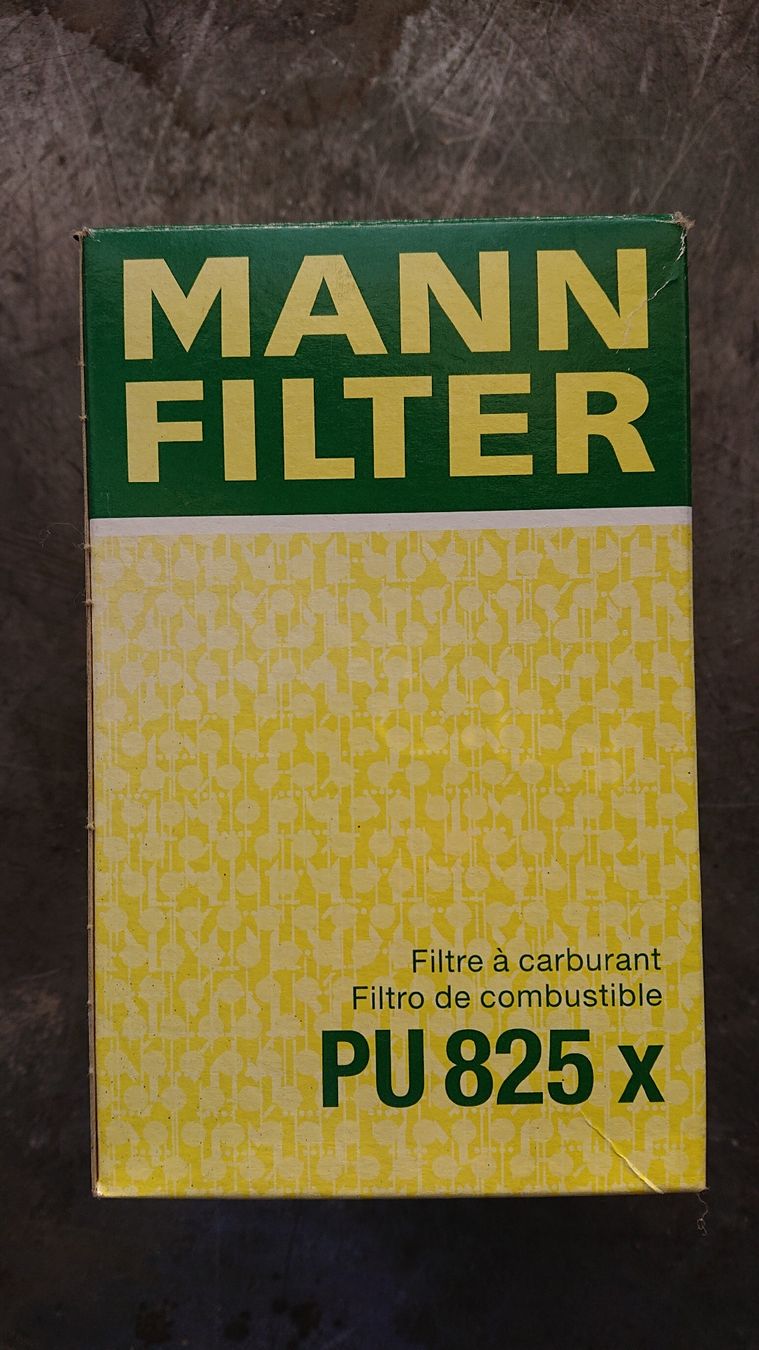 MANN
FILTER
Filtre à carburant
Filtro de combustible
PU 825 x